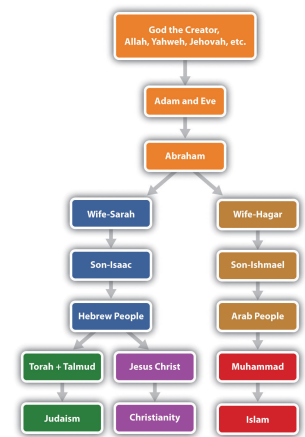 God the Creator,
Allah, Yahweh, Jehovah, etc.
Adam and Eve
Abraham
Wife-Sarah
Wife-Hagar
Son-Isaac
Son-Ishmael
Hebrew People
Arab People
Torah + Talmud
Jesus Christ
Muhammad
Judaism
Christianity
Islam